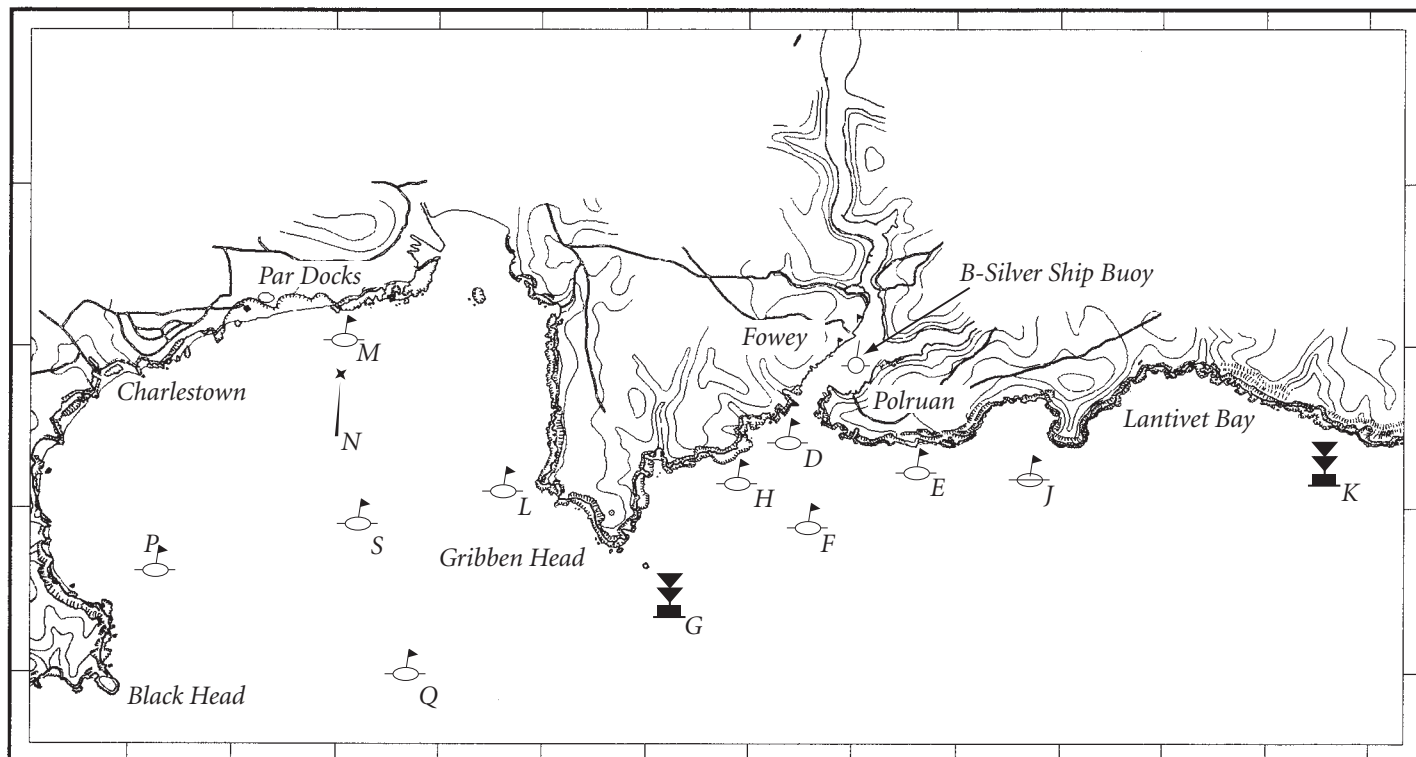 B-Silver Ship Buoy
Par Docks
Fowey
M
Charlestown
Polruan
Lantivet Bay
N
D
H
E
J
K
L
F
S
P
Gribben Head
G
Black Head
Q